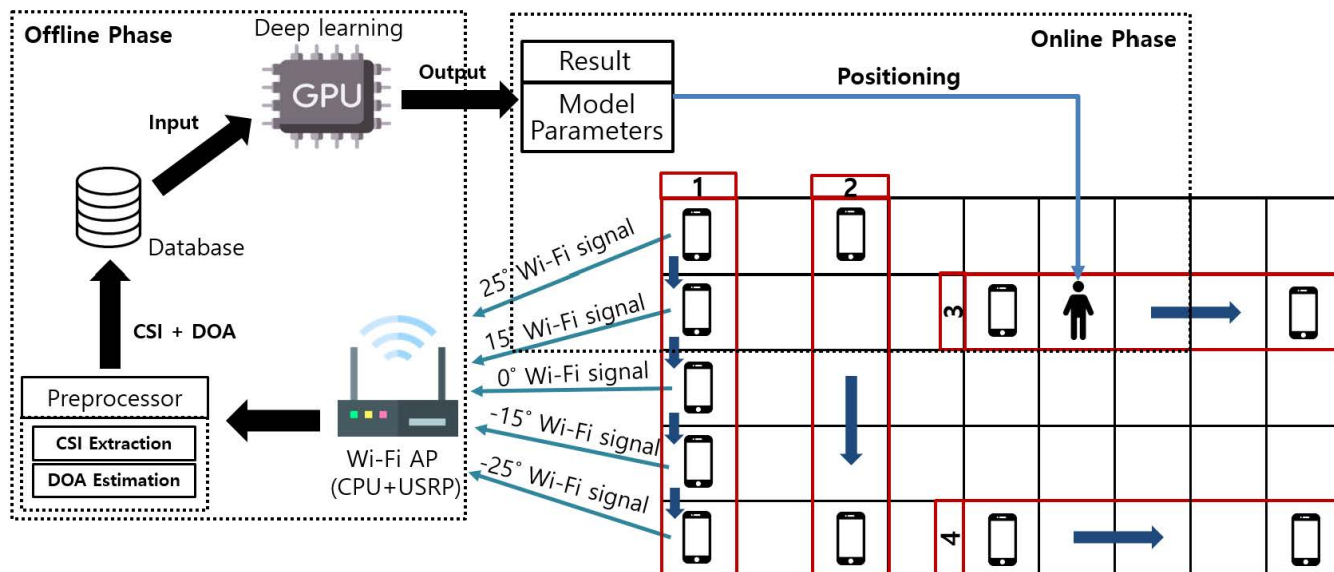 Offline Phase
Deep learning
GPU
Output
Input
Database
CSI + DOA
Preprocessor
CSI Extraction
DOA Estimation
Wi-Fi AP
(CPU+USRP)
Online Phase
Result
Model
Parameters
Positioning
1
2
3
4
25˚ Wi-Fi signal
15˚ Wi-Fi signal
0˚ Wi-Fi signal
-15˚ Wi-Fi signal
-25˚ Wi-Fi signal